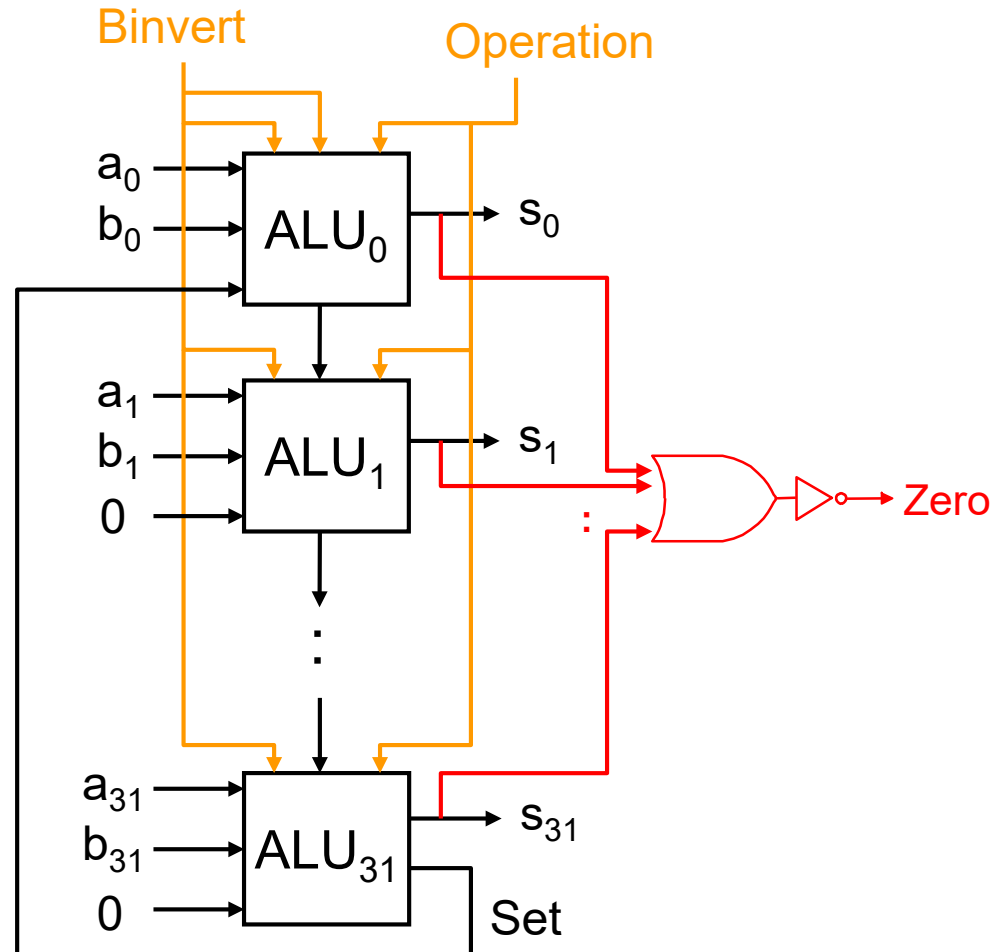 Binvert
Operation
a0
b0
ALU0
s0
a1
b1
0
ALU1
s1
:
Zero
:
a31
b31
0
ALU31
s31
Set